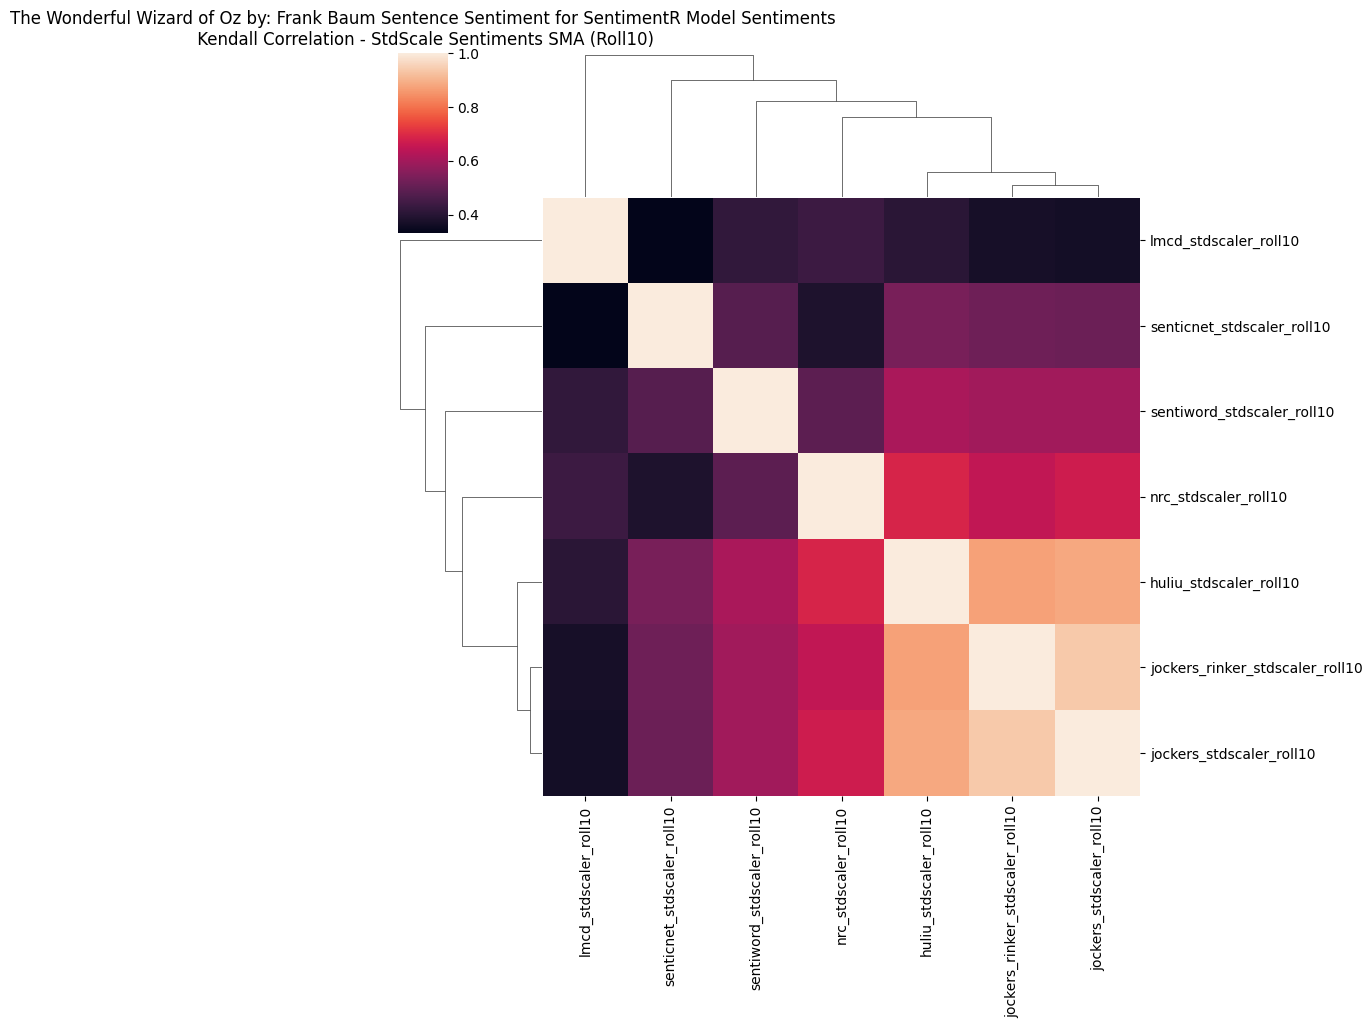 The Wonderful Wizard of Oz by: Frank Baum Sentence Sentiment for SentimentR Model Sentiments
Kendall Correlation - StdScale Sentiments SMA (Roll10)
1.0
0.8
0.6
0.4
lmcd_stdscaler_roll10
senticnet_stdscaler_roll10
sentiword_stdscaler_roll10
nrc_stdscaler_roll10
huliu_stdscaler_roll10
jockers_rinker_stdscaler_roll10
jockers_stdscaler_roll10
lmcd_stdscaler_roll10
senticnet_stdscaler_roll10
sentiword_stdscaler_roll10
nrc_stdscaler_roll10
huliu_stdscaler_roll10
jockers_rinker_stdscaler_roll10
jockers_stdscaler_roll10